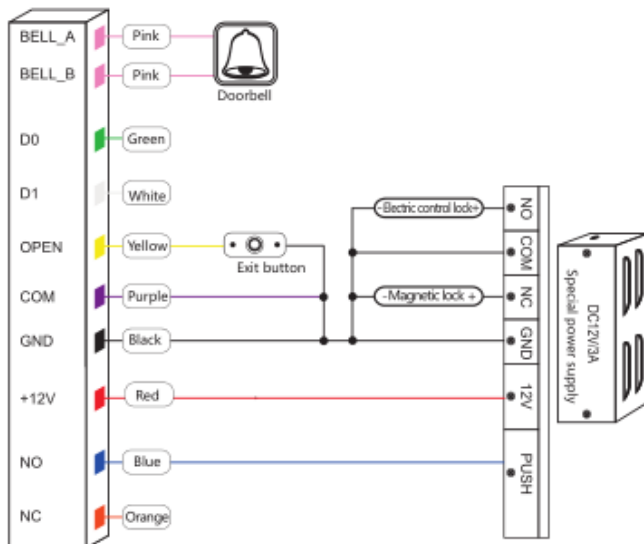 BELL_A Pink
BELL_B Pink
Doorbell
D0 Green
D1 White
OPEN Yellow
Exit button
COM Purple
GND Black
+12V Red
NO Blue
NC Orange
-Electric control lock+
-Magnetic lock +
NO
COM
NC
GND
12V
PUSH
DC12V/3A
Special power supply